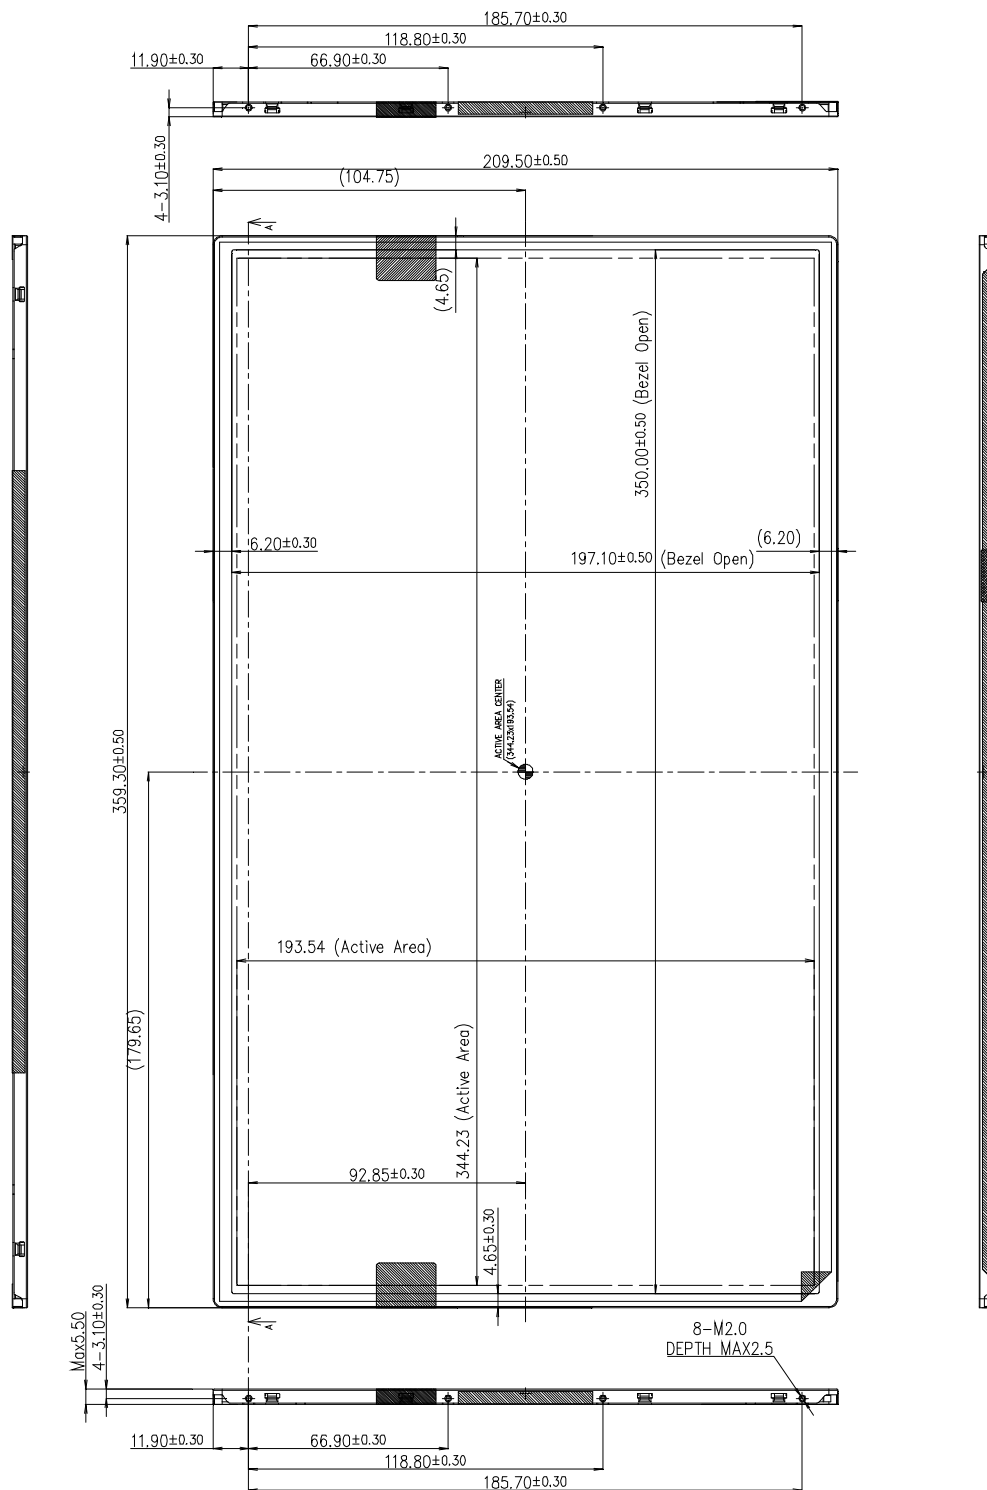 185.70±0.30
118.80±0.30
11.90±0.30
66.90±0.30
4-3.10±0.30
209.50±0.50
(104.75)
A
(4.65)
350.00±0.50 (Bezel Open)
6.20±0.30
(6.20)
197.10±0.50 (Bezel Open)
ACTIVE AREA CENTER
(344.23x193.54)
359.30±0.50
193.54 (Active Area)
(179.65)
344.23 (Active Area)
92.85±0.30
4.65±0.30
A
Max5.50
4-3.10±0.30
8-M2.0
DEPTH MAX2.5
11.90±0.30
66.90±0.30
118.80±0.30
185.70±0.30